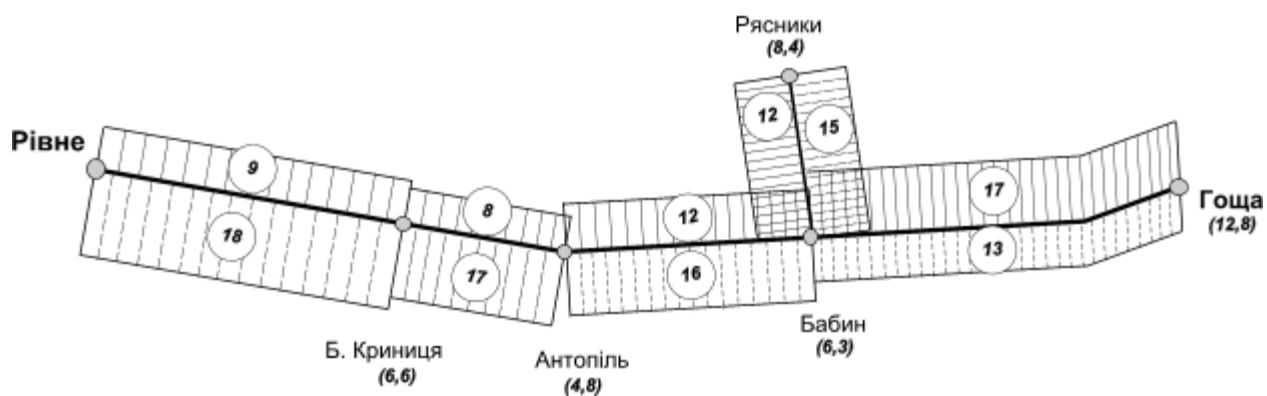 Рясники
(8,4)
Рівне
9
18
8
17
12
16
12
15
17
13
Гоща
(12,8)
Б. Криниця
(6,6)
Антопіль
(4,8)
Бабин
(6,3)